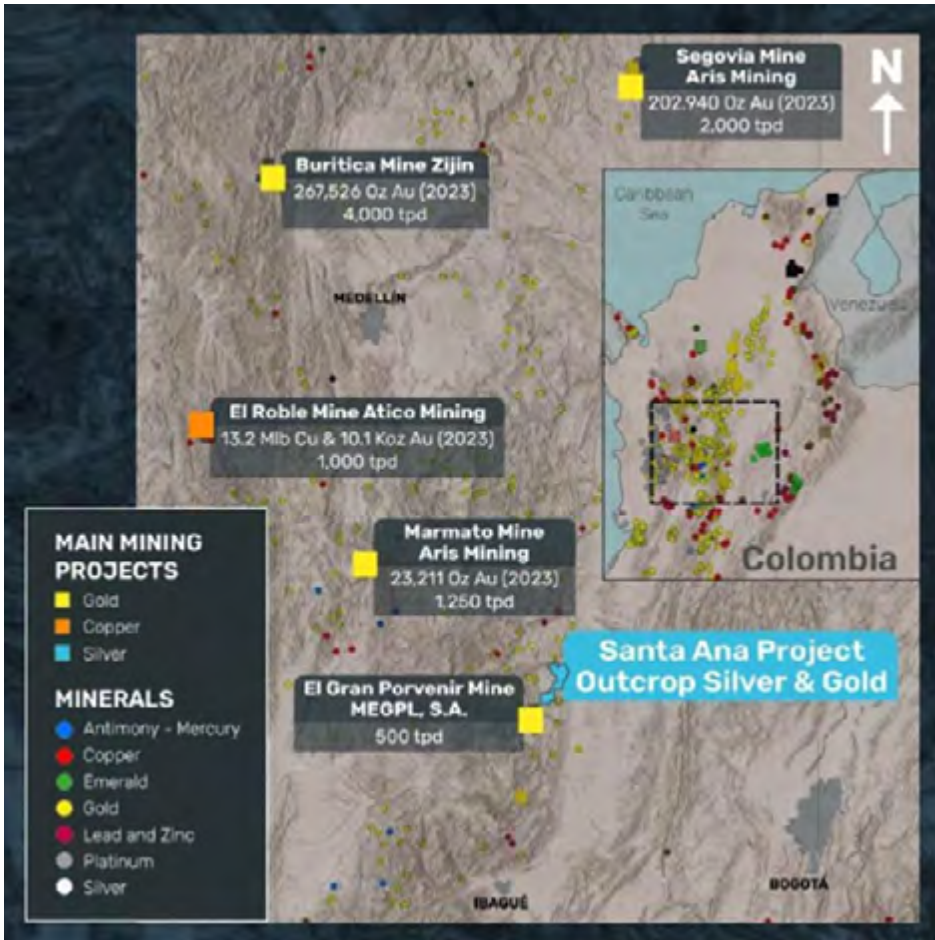 Segovia Mine
Aris Mining
202.940 Oz Au (2023)
2,000 tpd
N
Buritica Mine Zijin
267,526 Oz Au (2023)
4,000 tpd
Caribbean
Sea
Venezuela
MEDELLÍN
El Roble Mine Atico Mining
13.2 Mlb Cu & 10.1 Koz Au (2023)
1,000 tpd
Colombia
Marmato Mine
Aris Mining
23,211 Oz Au (2023)
1,250 tpd
Santa Ana Project
Outcrop Silver & Gold
El Gran Porvenir Mine
MEGPL, S.A.
500 tpd
BOGOTÁ
IBAGUÉ
MAIN MINING
PROJECTS
Gold
Copper
Silver
MINERALS
Antimony - Mercury
Copper
Emerald
Gold
Lead and Zinc
Platinum
Silver